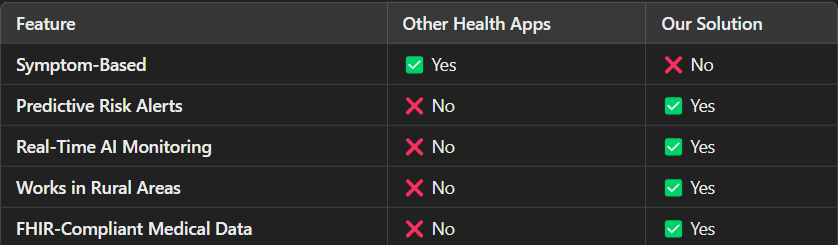 Feature Other Health Apps Our Solution
Symptom-Based ✅ Yes ❌ No
Predictive Risk Alerts ❌ No ✅ Yes
Real-Time AI Monitoring ❌ No ✅ Yes
Works in Rural Areas ❌ No ✅ Yes
FHIR-Compliant Medical Data ❌ No ✅ Yes